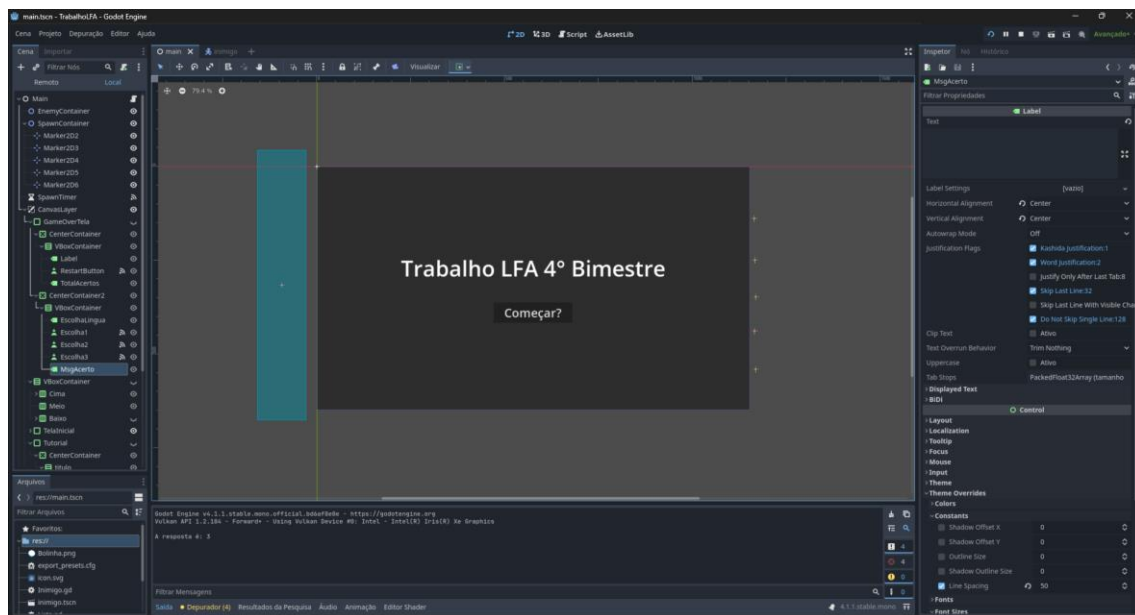 main.tscn - TrabalhoLFA - Godot Engine
Cena Projeto Depuração Editor Ajuda
2D 3D Script AssetLib
Avançado+
Cena Importar
Filtrar Nós
Remoto Local
Main
EnemyContainer
SpawnContainer
Marker2D2
Marker2D3
Marker2D4
Marker2D5
Marker2D6
SpawnTimer
CanvasLayer
GameOverTela
CenterContainer
VBoxContainer
Label
RestartButton
TotalAcertos
CenterContainer2
VBoxContainer
EscolhaLingua
Escolha1
Escolha2
Escolha3
MsgAcerto
VBoxContainer
Cima
Meio
Baixo
TelaInicial
Tutorial
CenterContainer
titulo
Arquivos
res://main.tscn
Filtrar Arquivos
Favoritos:
res://
Bolinha.png
export_presets.cfg
icon.svg
Inimigo.gd
inimigo.tscn
main inimigo
Visualizar
79.4 %
Trabalho LFA 4° Bimestre
Começar?
Godot Engine v4.1.1.stable.mono.official.bd6af8e0e - https://godotengine.org
Vulkan API 1.2.184 - Forward+ - Using Vulkan Device #0: Intel - Intel(R) Iris(R) Xe Graphics
A resposta é: 3
4
4
0
1
Filtrar Mensagens
Saída Depurador (4) Resultados da Pesquisa Áudio Animação Editor Shader
4.1.1.stable.mono
Inspetor Nó Histórico
MsgAcerto
Filtrar Propriedades
Label
Text
Label Settings [vazio]
Horizontal Alignment Center
Vertical Alignment Center
Autowrap Mode Off
Justification Flags Kashida Justification:1
Word Justification:2
Justify Only After Last Tab:8
Skip Last Line:32
Skip Last Line With Visible Cha
Do Not Skip Single Line:128
Clip Text Ativo
Text Overrun Behavior Trim Nothing
Uppercase Ativo
Tab Stops PackedFloat32Array (tamanho
Displayed Text
BiDi
Control
Layout
Localization
Tooltip
Focus
Mouse
Input
Theme
Theme Overrides
Colors
Constants
Shadow Offset X 0
Shadow Offset Y 0
Outline Size 0
Shadow Outline Size 0
Line Spacing 50
Fonts
Font Sizes